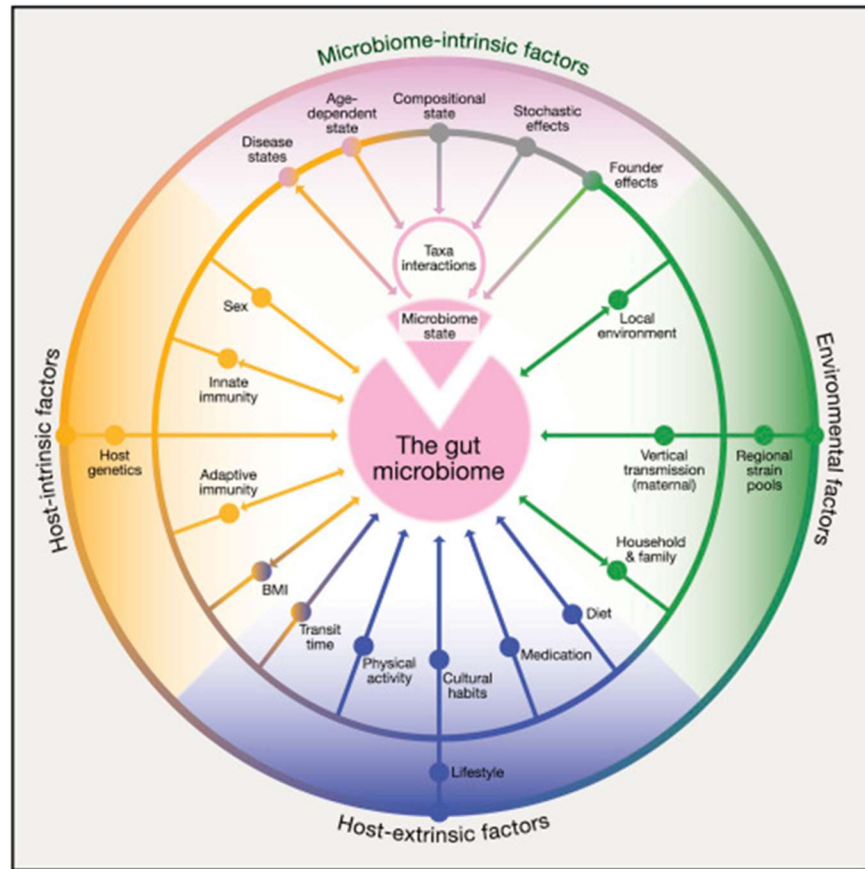 Microbiome-intrinsic factors
Compositional
state
Age-
dependent
state
Stochastic
effects
Disease
states
Founder
effects
Taxa
interactions
Microbiome
state
Sex
Local
environment
Innate
immunity
Host-intrinsic factors
Host
genetics
The gut
microbiome
Vertical
transmission
(maternal)
Regional
strain
pools
Environmental factors
Adaptive
immunity
Household
& family
BMI
Transit
time
Diet
Physical
activity
Cultural
habits
Medication
Lifestyle
Host-extrinsic factors